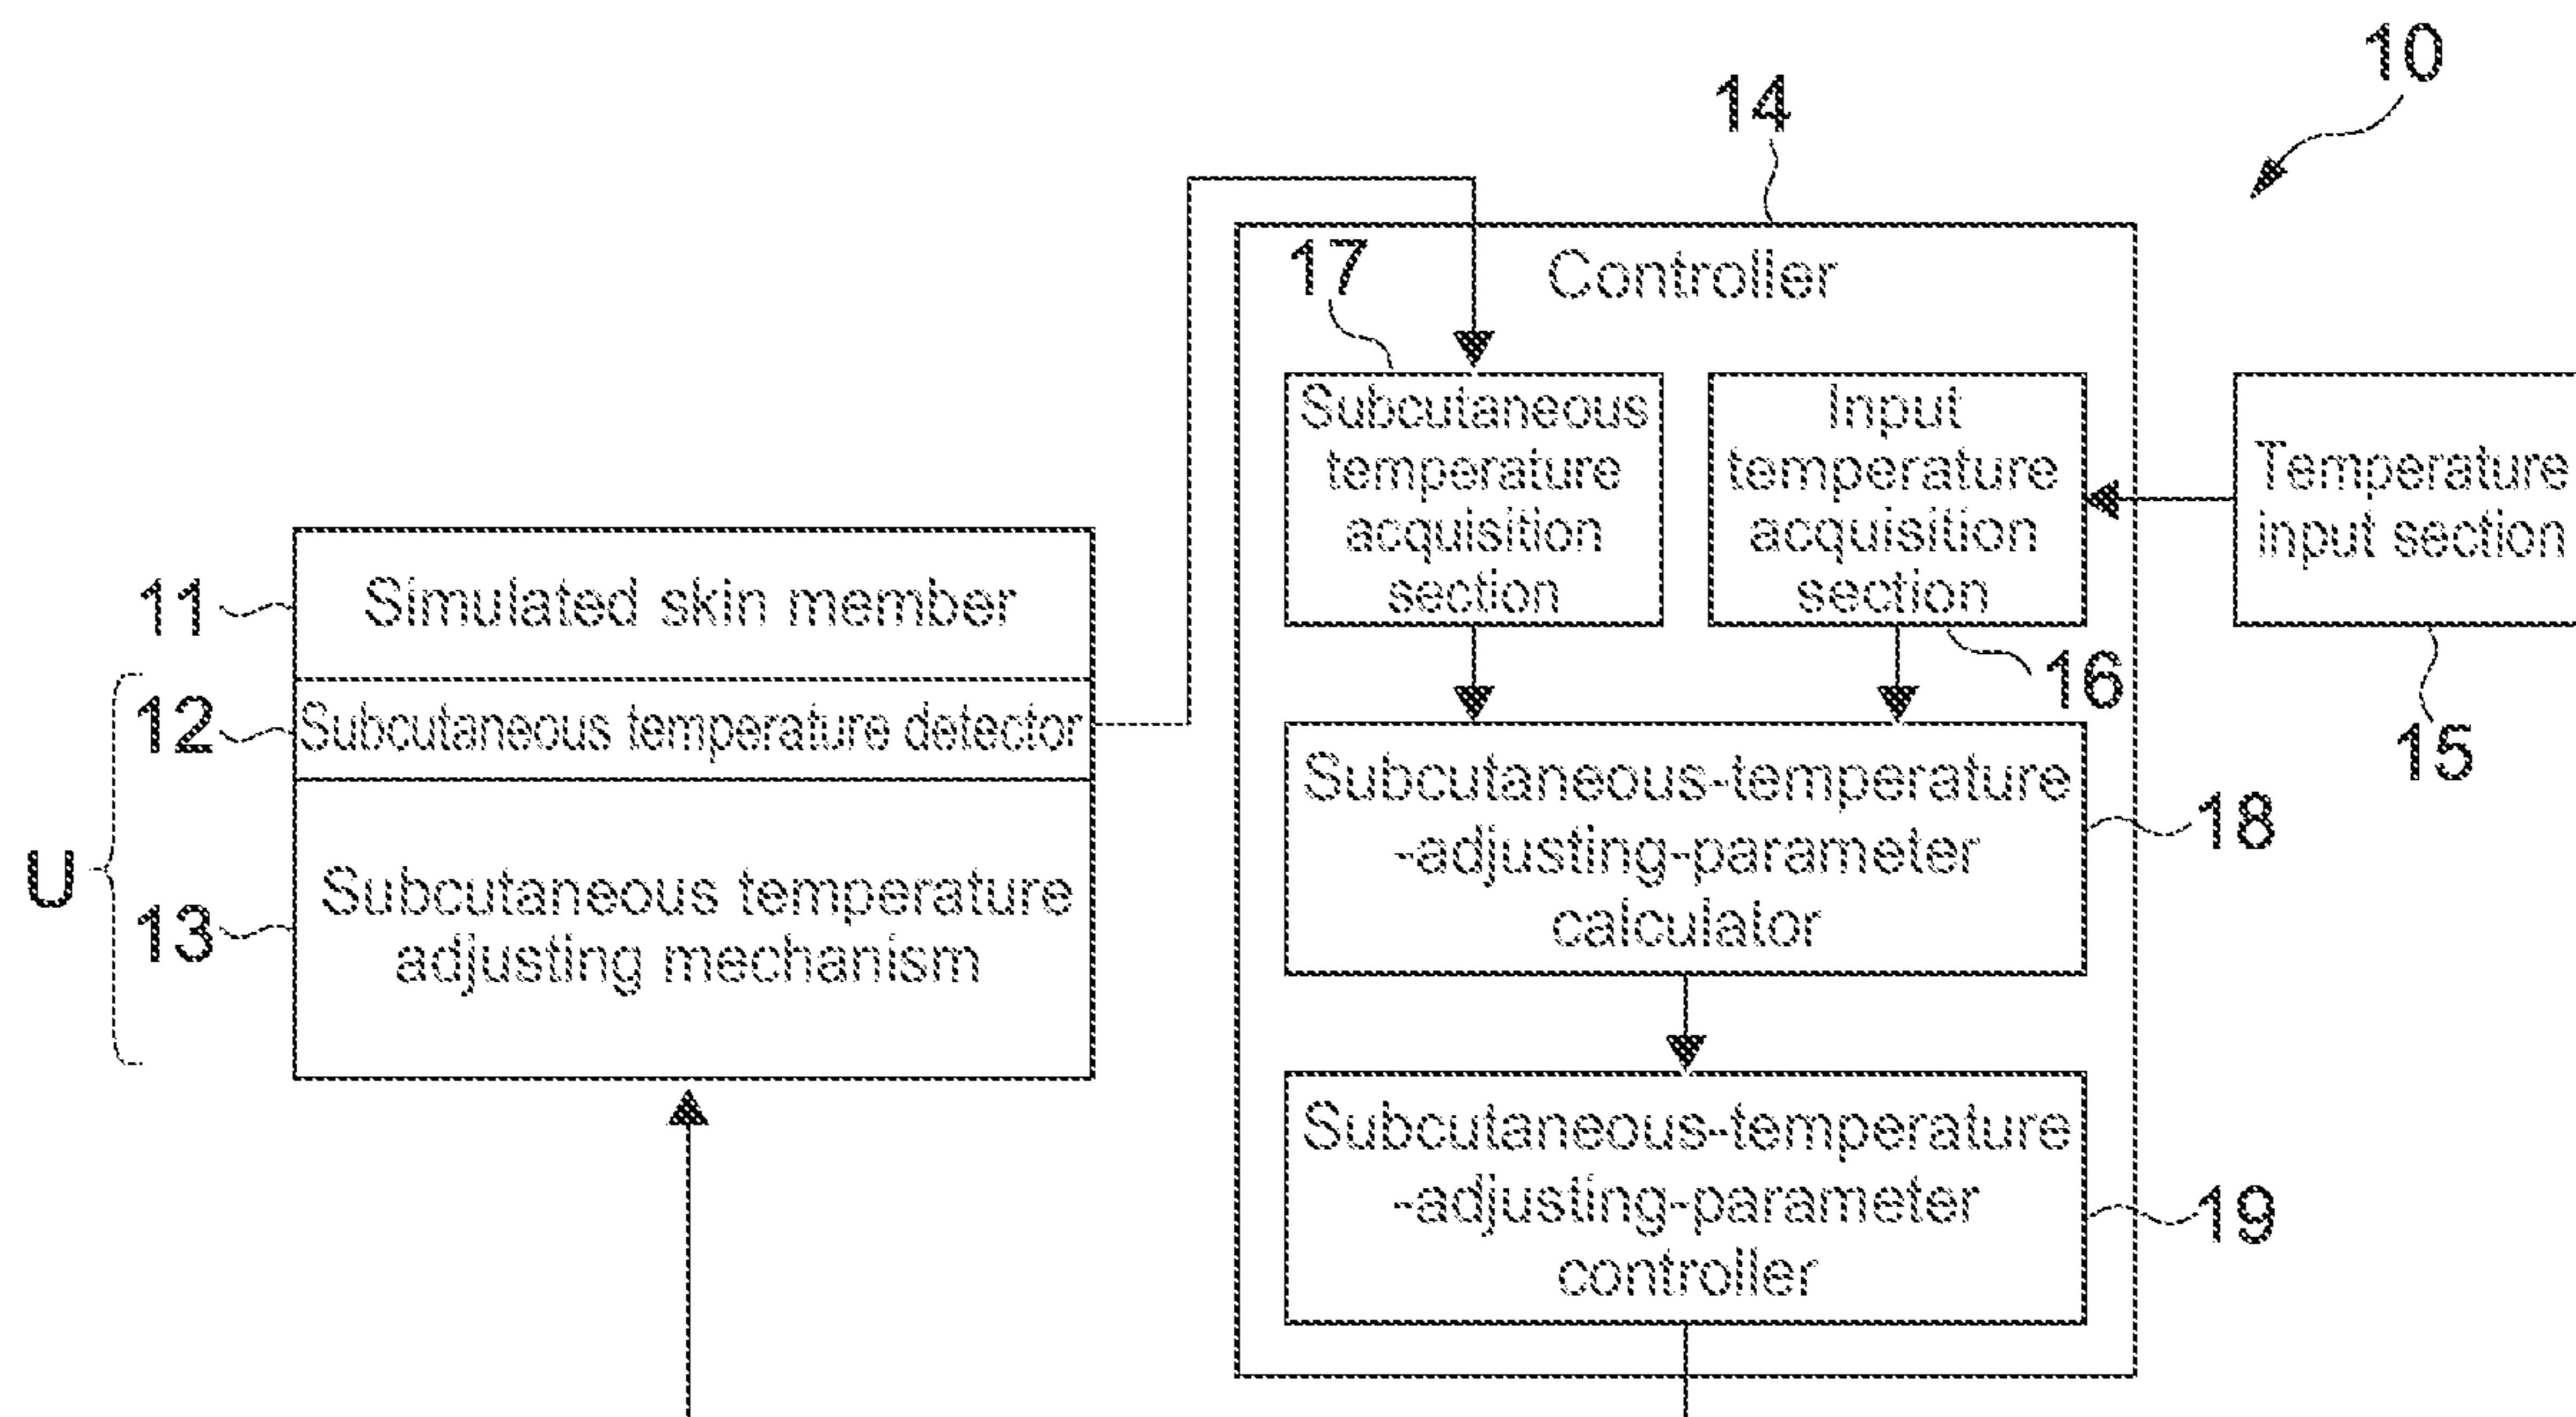 10
14
Controller
17
Subcutaneous
temperature
acquisition
section
Input
temperature
acquisition
section
16
Temperature
input section
15
11
Simulated skin member
U
12
Subcutaneous temperature detector
13
Subcutaneous temperature
adjusting mechanism
Subcutaneous-temperature
-adjusting-parameter
calculator
18
Subcutaneous-temperature
-adjusting-parameter
controller
19